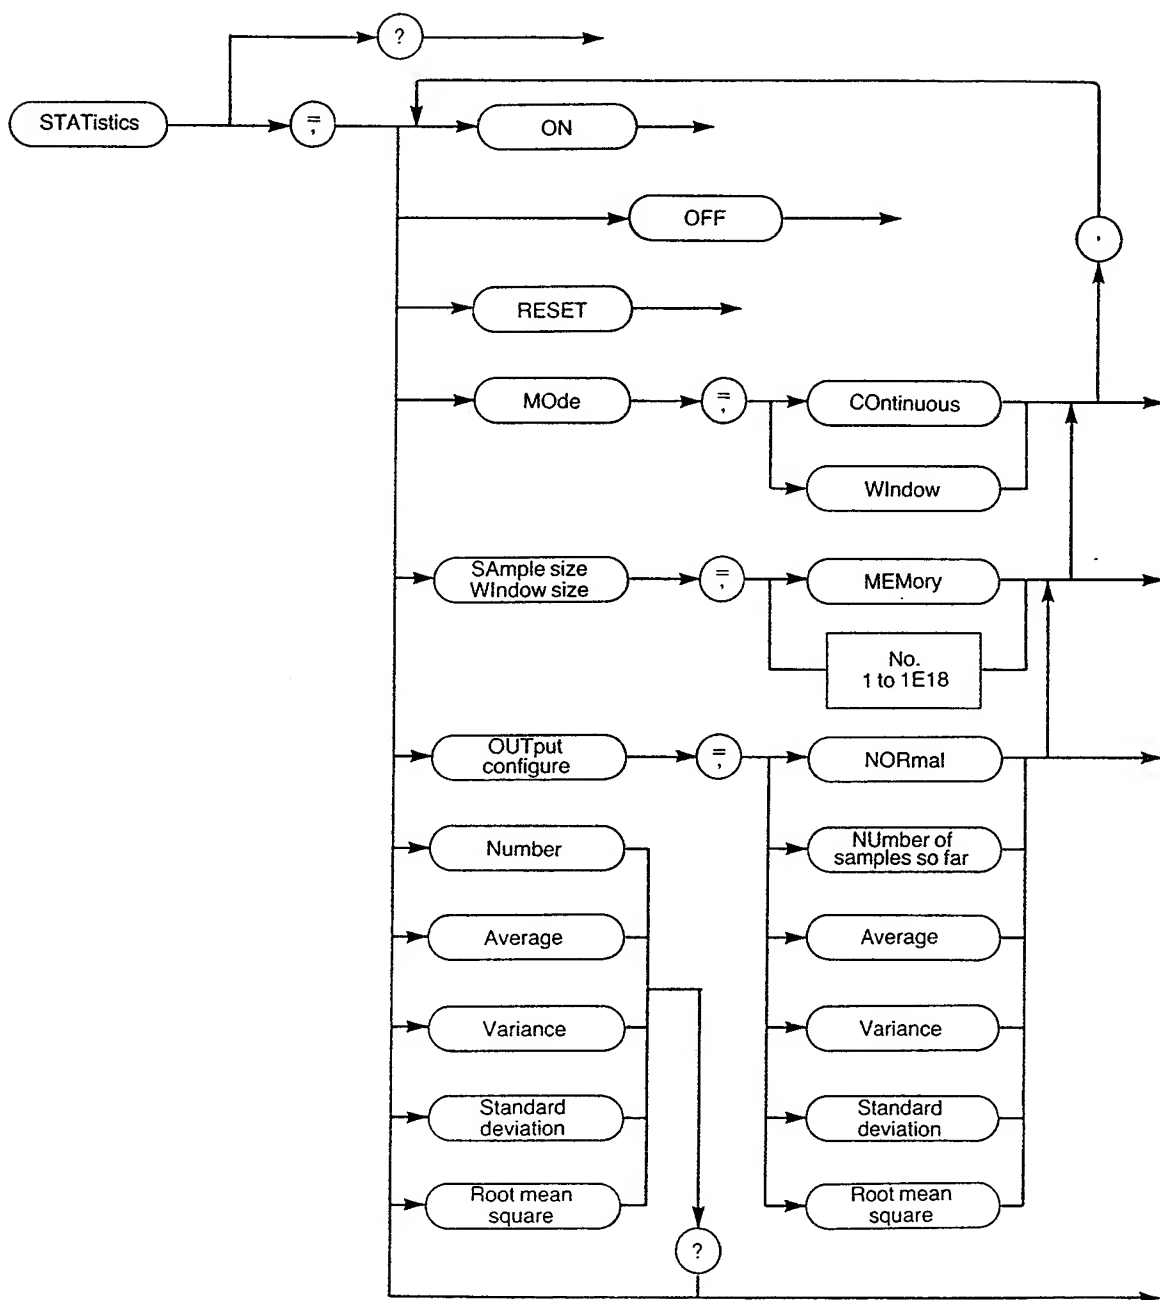 ?
STATistics
=
,
ON
OFF
,
RESET
MOde
=
,
COntinuous
WIndow
SAmple size
WIndow size
=
,
MEMory
No.
1 to 1E18
OUTput
configure
=
,
NORmal
Number
NUmber of
samples so far
Average
Average
Variance
Variance
Standard
deviation
Standard
deviation
Root mean
square
Root mean
square
?